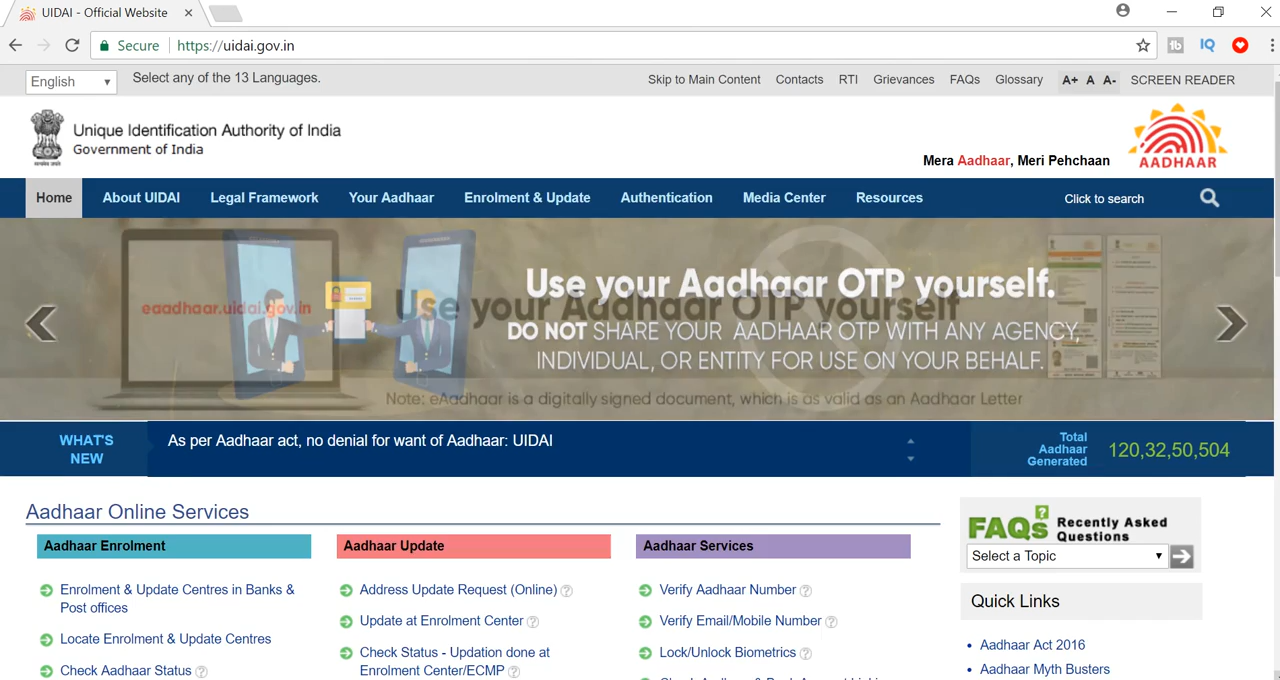 UIDAI - Official Website
Secure https://uidai.gov.in
English Select any of the 13 Languages. Skip to Main Content Contacts RTI Grievances FAQs Glossary A+ A A- SCREEN READER
Unique Identification Authority of India
Government of India
Mera Aadhaar, Meri Pehchaan
AADHAAR
Home About UIDAI Legal Framework Your Aadhaar Enrolment & Update Authentication Media Center Resources Click to search
Use your Aadhaar OTP yourself.
eaadhaar.uidai.gov.in
Use your Aadhaar OTP yourself
DO NOT SHARE YOUR AADHAAR OTP WITH ANY AGENCY,
INDIVIDUAL, OR ENTITY FOR USE ON YOUR BEHALF.
Note: eAadhaar is a digitally signed document, which is as valid as an Aadhaar Letter
WHAT'S NEW
As per Aadhaar act, no denial for want of Aadhaar: UIDAI
Total Aadhaar Generated 120,32,50,504
Aadhaar Online Services
Aadhaar Enrolment
Enrolment & Update Centres in Banks &
Post offices
Locate Enrolment & Update Centres
Check Aadhaar Status
Aadhaar Update
Address Update Request (Online)
Update at Enrolment Center
Check Status - Updation done at
Enrolment Center/ECMP
Aadhaar Services
Verify Aadhaar Number
Verify Email/Mobile Number
Lock/Unlock Biometrics
FAQs Recently Asked
Questions
Select a Topic
Quick Links
Aadhaar Act 2016
Aadhaar Myth Busters